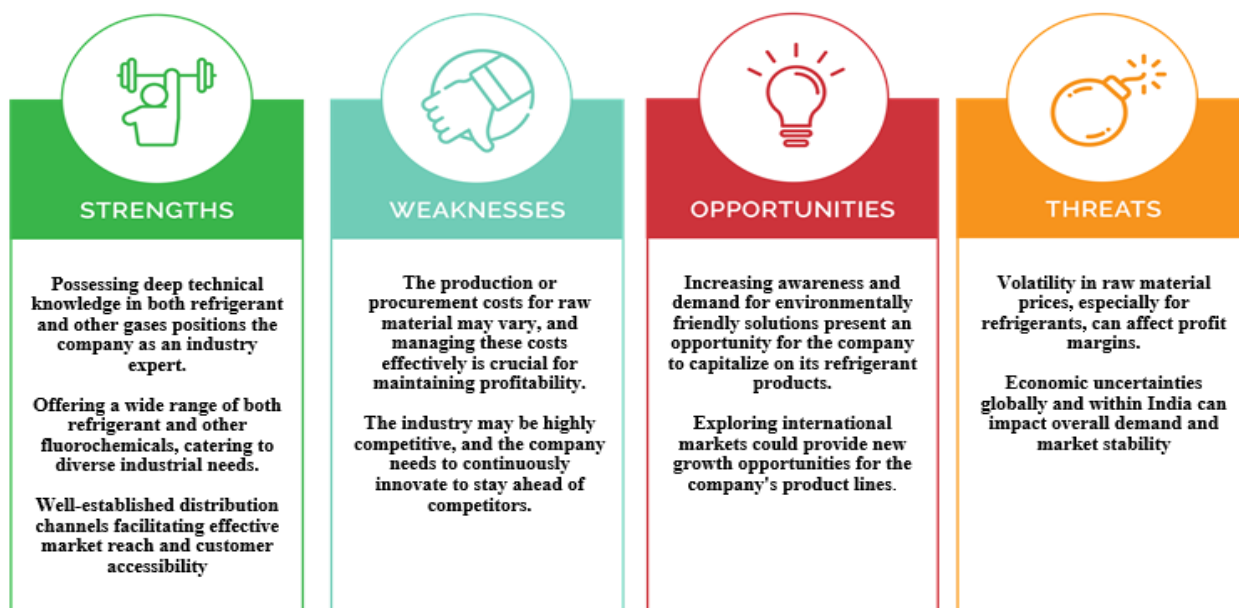 STRENGTHS
Possessing deep technical
knowledge in both refrigerant
and other gases positions the
company as an industry
expert.
Offering a wide range of both
refrigerant and other
fluorochemicals, catering to
diverse industrial needs.
Well-established distribution
channels facilitating effective
market reach and customer
accessibility
WEAKNESSES
The production or
procurement costs for raw
material may vary, and
managing these costs
effectively is crucial for
maintaining profitability.
The industry may be highly
competitive, and the company
needs to continuously
innovate to stay ahead of
competitors.
OPPORTUNITIES
Increasing awareness and
demand for environmentally
friendly solutions present an
opportunity for the company
to capitalize on its refrigerant
products.
Exploring international
markets could provide new
growth opportunities for the
company's product lines.
THREATS
Volatility in raw material
prices, especially for
refrigerants, can affect profit
margins.
Economic uncertainties
globally and within India can
impact overall demand and
market stability